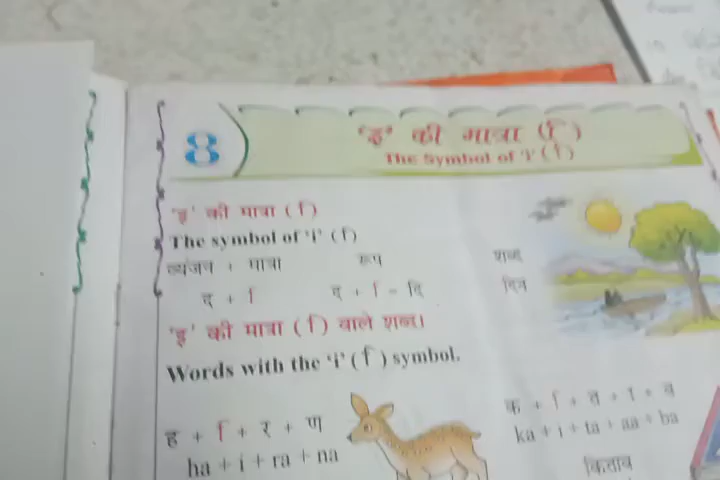 8
'इ' की मात्रा ( ि)
The Symbol of 'i' ( ि)
'इ' की मात्रा ( ि)
The symbol of 'i' ( ि)
व्यंजन + मात्रा रूप शब्द
द + ि द + ि = दि दिन
'इ' की मात्रा ( ि) वाले शब्द।
Words with the 'i' ( ि) symbol.
ह + ि + र + ण
ha + i + ra + na
क + ि + त + ा + ब
ka + i + ta + aa + ba
किताब